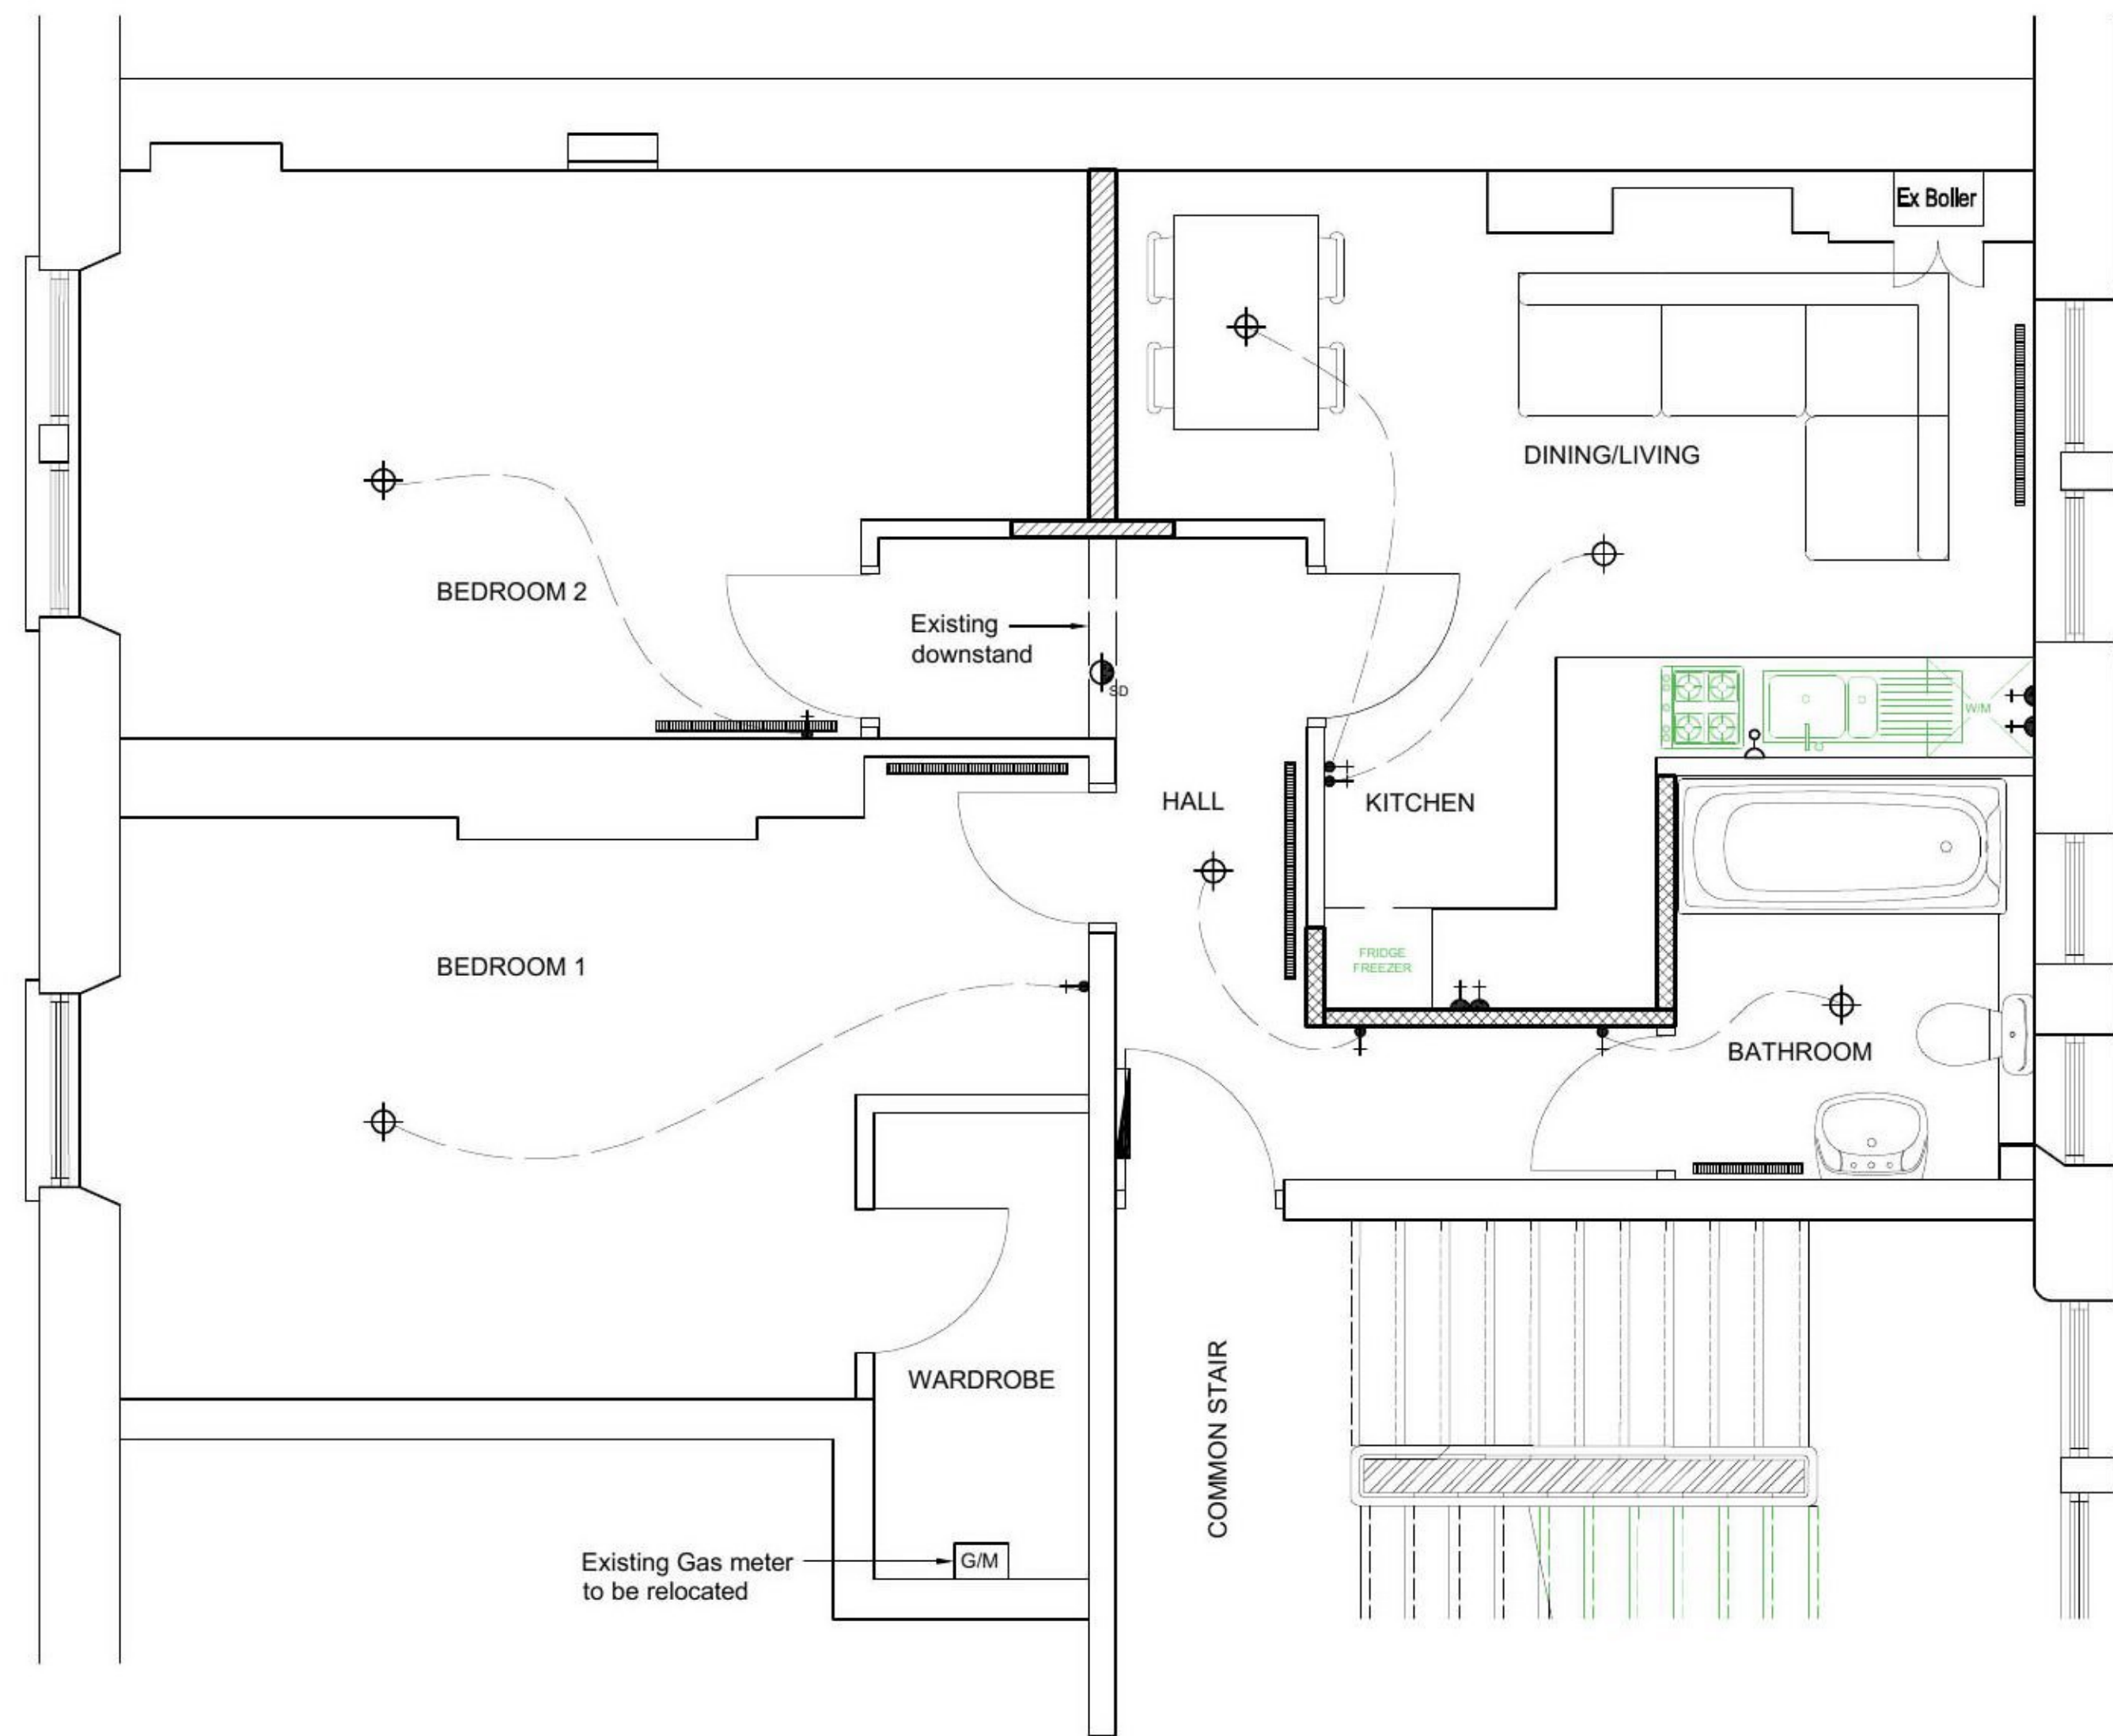 Ex Boller
DINING/LIVING
BEDROOM 2
Existing
downstand
SD
W/M
HALL
KITCHEN
FRIDGE
FREEZER
BEDROOM 1
BATHROOM
WARDROBE
COMMON STAIR
Existing Gas meter
to be relocated
G/M